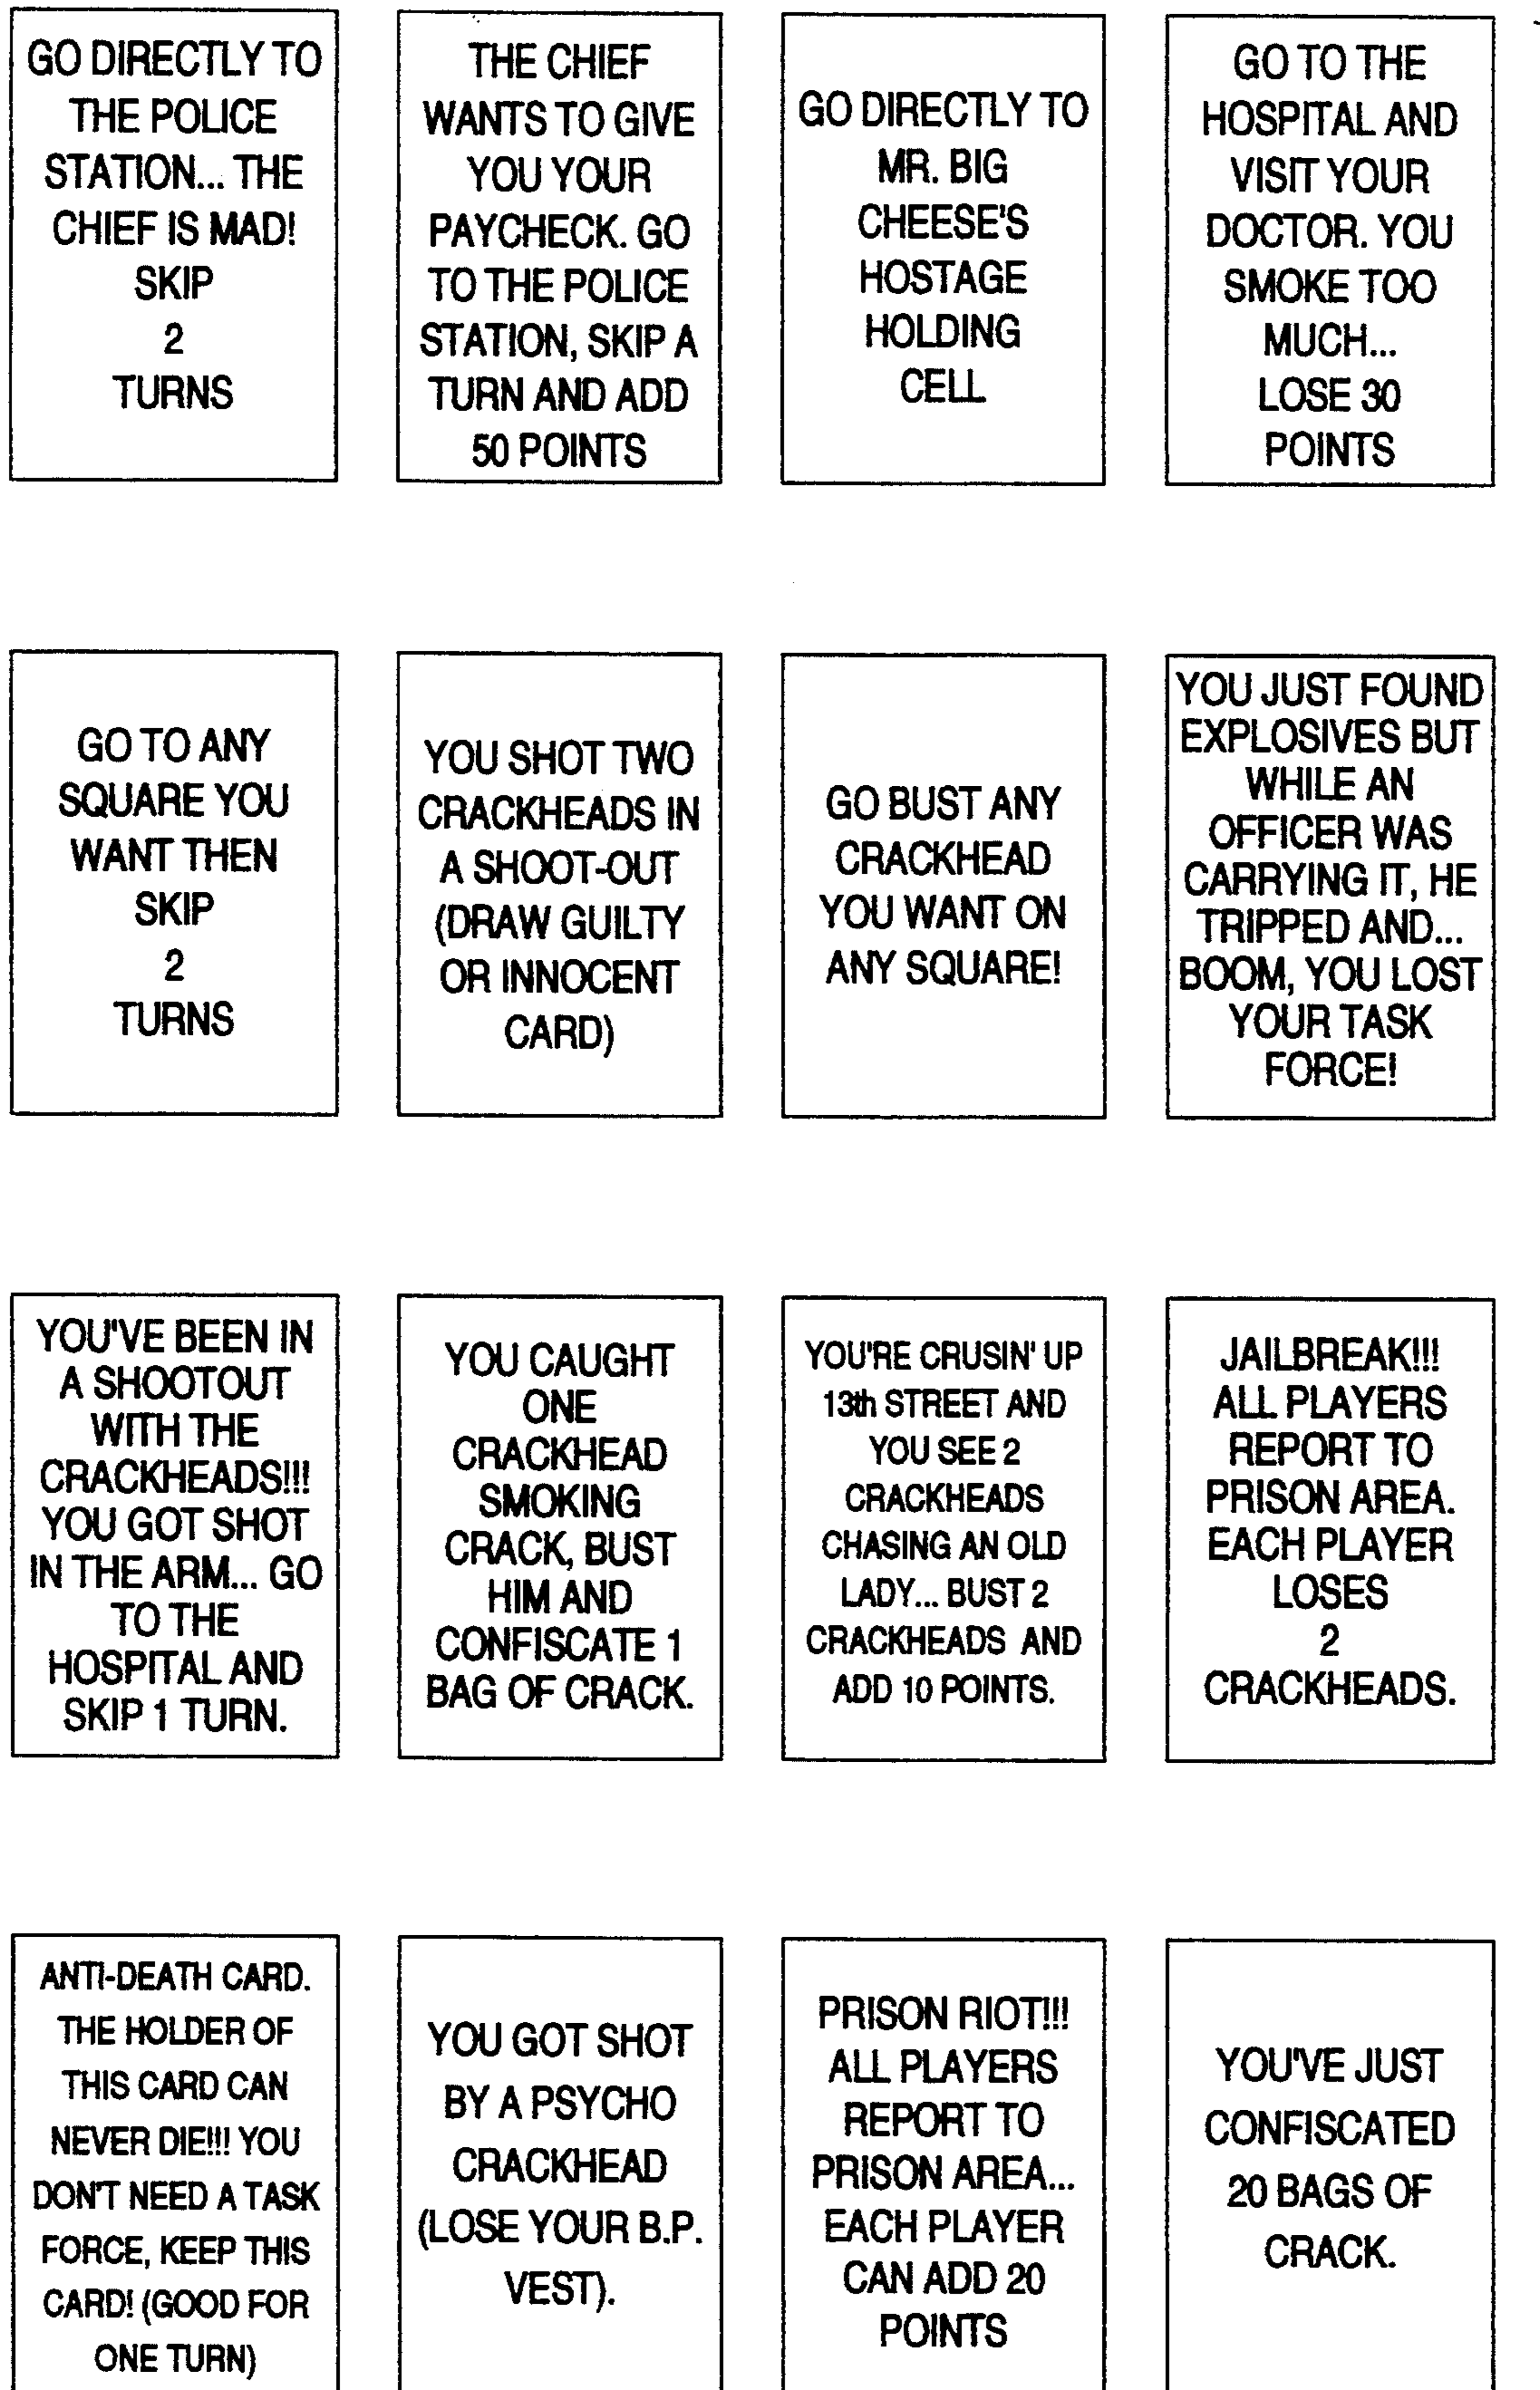 GO DIRECTLY TO
THE POLICE
STATION... THE
CHIEF IS MAD!
SKIP
2
TURNS
THE CHIEF
WANTS TO GIVE
YOU YOUR
PAYCHECK. GO
TO THE POLICE
STATION, SKIP A
TURN AND ADD
50 POINTS
GO DIRECTLY TO
MR. BIG
CHEESE'S
HOSTAGE
HOLDING
CELL
GO TO THE
HOSPITAL AND
VISIT YOUR
DOCTOR. YOU
SMOKE TOO
MUCH...
LOSE 30
POINTS
GO TO ANY
SQUARE YOU
WANT THEN
SKIP
2
TURNS
YOU SHOT TWO
CRACKHEADS IN
A SHOOT-OUT
(DRAW GUILTY
OR INNOCENT
CARD)
GO BUST ANY
CRACKHEAD
YOU WANT ON
ANY SQUARE!
YOU JUST FOUND
EXPLOSIVES BUT
WHILE AN
OFFICER WAS
CARRYING IT, HE
TRIPPED AND...
BOOM, YOU LOST
YOUR TASK
FORCE!
YOU'VE BEEN IN
A SHOOTOUT
WITH THE
CRACKHEADS!!!
YOU GOT SHOT
IN THE ARM... GO
TO THE
HOSPITAL AND
SKIP 1 TURN.
YOU CAUGHT
ONE
CRACKHEAD
SMOKING
CRACK, BUST
HIM AND
CONFISCATE 1
BAG OF CRACK.
YOU'RE CRUSIN' UP
13th STREET AND
YOU SEE 2
CRACKHEADS
CHASING AN OLD
LADY... BUST 2
CRACKHEADS AND
ADD 10 POINTS.
JAILBREAK!!!
ALL PLAYERS
REPORT TO
PRISON AREA.
EACH PLAYER
LOSES
2
CRACKHEADS.
ANTI-DEATH CARD.
THE HOLDER OF
THIS CARD CAN
NEVER DIE!!! YOU
DON'T NEED A TASK
FORCE, KEEP THIS
CARD! (GOOD FOR
ONE TURN)
YOU GOT SHOT
BY A PSYCHO
CRACKHEAD
(LOSE YOUR B.P.
VEST).
PRISON RIOT!!!
ALL PLAYERS
REPORT TO
PRISON AREA...
EACH PLAYER
CAN ADD 20
POINTS
YOU'VE JUST
CONFISCATED
20 BAGS OF
CRACK.